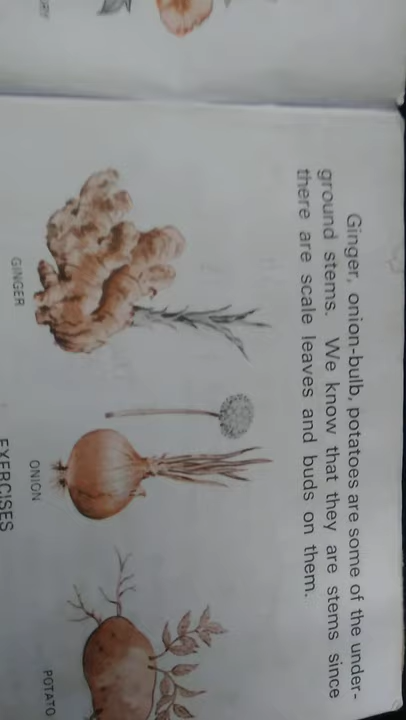 Ginger, onion-bulb, potatoes are some of the under-
ground stems. We know that they are stems since
there are scale leaves and buds on them.
GINGER
ONION
POTATO
EXERCISES